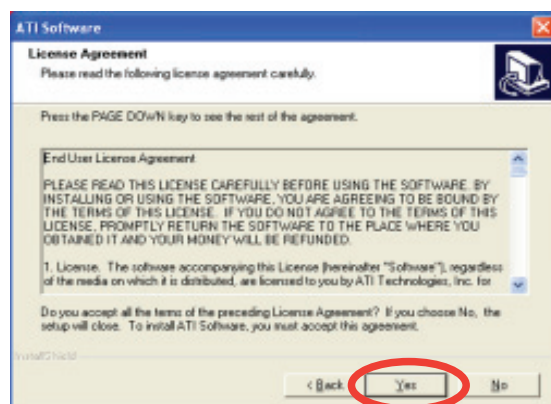 ATI Software
License Agreement
Please read the following license agreement carefully.
Press the PAGE DOWN key to see the rest of the agreement.
End User License Agreement
PLEASE READ THIS LICENSE CAREFULLY BEFORE USING THE SOFTWARE. BY
INSTALLING OR USING THE SOFTWARE, YOU ARE AGREEING TO BE BOUND BY
THE TERMS OF THIS LICENSE. IF YOU DO NOT AGREE TO THE TERMS OF THIS
LICENSE, PROMPTLY RETURN THE SOFTWARE TO THE PLACE WHERE YOU
OBTAINED IT AND YOUR MONEY WILL BE REFUNDED.
1. License. The software accompanying this License (hereinafter "Software"), regardless
of the media on which it is distributed, are licensed to you by ATI Technologies, Inc. for
Do you accept all the terms of the preceding License Agreement? If you choose No, the
setup will close. To install ATI Software, you must accept this agreement.
InstallShield
< Back
Yes
No